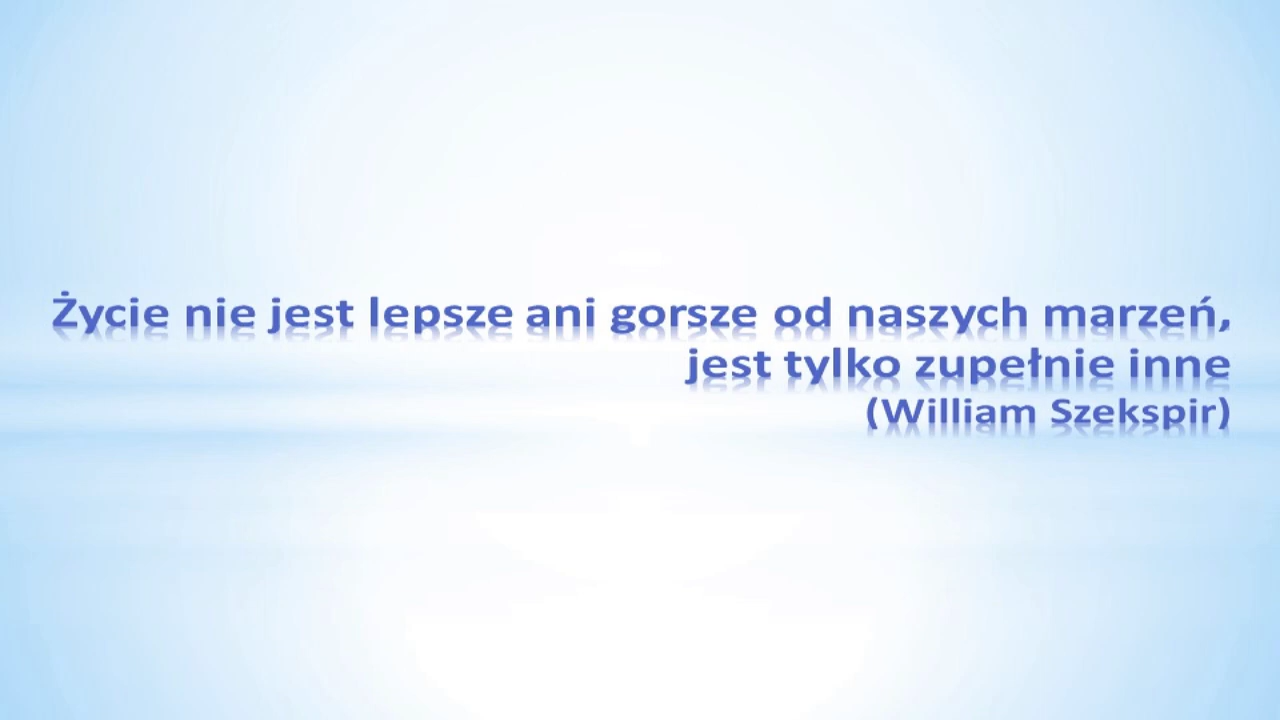 Życie nie jest lepsze ani gorsze od naszych marzeń,
jest tylko zupełnie inne
(William Szekspir)